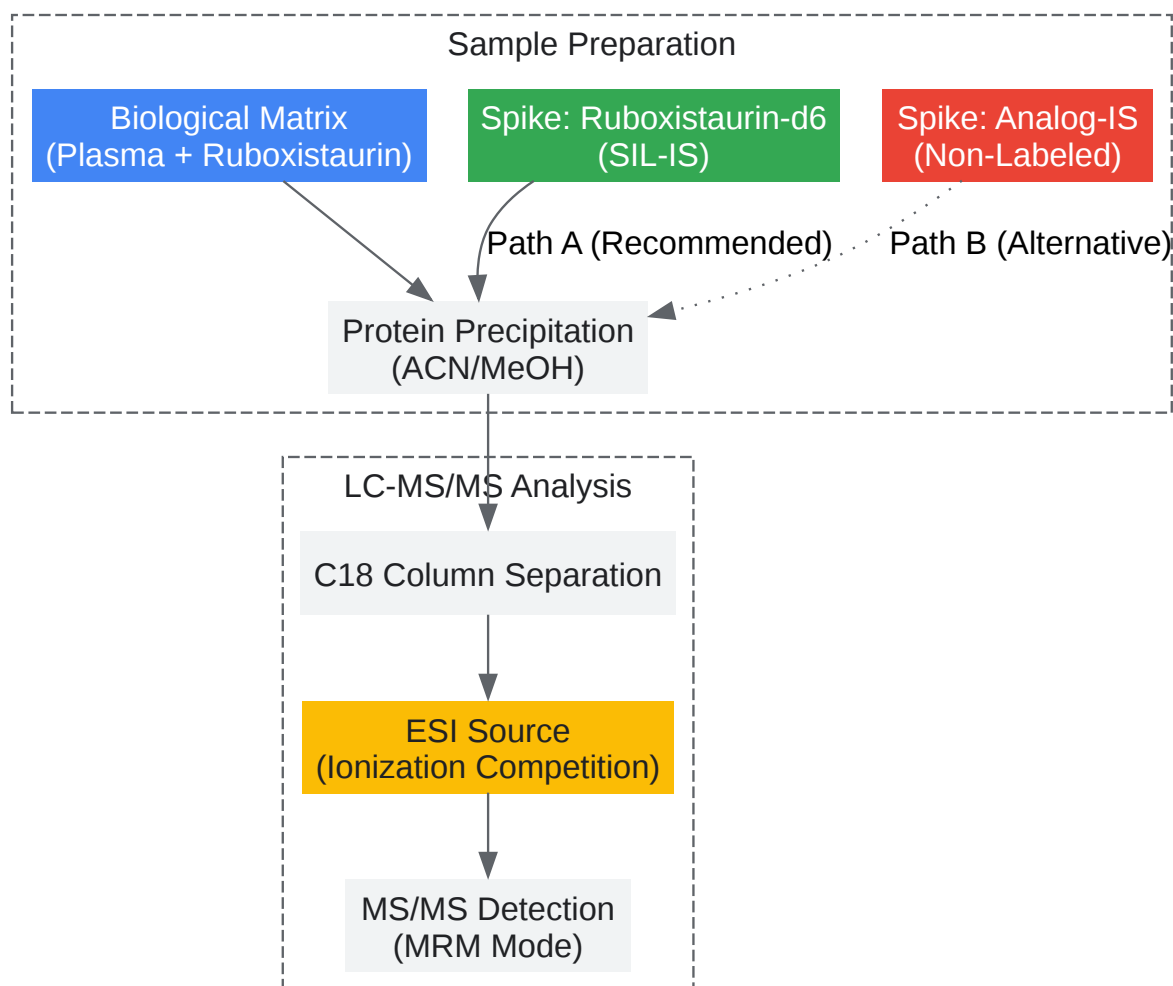 Sample Preparation
Biological Matrix
(Plasma + Ruboxistaurin)
Spike: Ruboxistaurin-d6
(SIL-IS)
Spike: Analog-IS
(Non-Labeled)
Path A (Recommended)
Path B (Alternative)
Protein Precipitation
(ACN/MeOH)
LC-MS/MS Analysis
C18 Column Separation
ESI Source
(Ionization Competition)
MS/MS Detection
(MRM Mode)